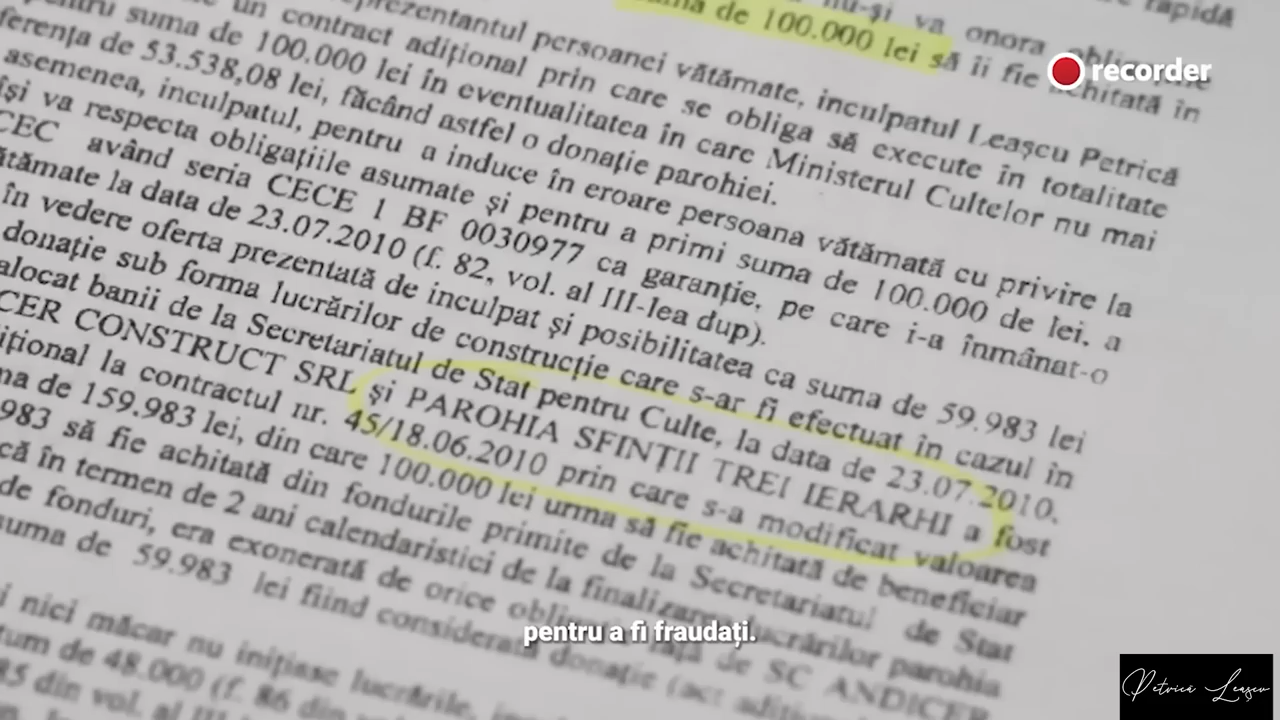 nu-și va onora obligațiile
suma de 100.000 lei să îi fie achitată în
reprezentantul persoanei vătămate, inculpatul Leașcu Petrică
un contract adițional prin care se obliga să execute în totalitate
pentru suma de 100.000 lei în eventualitatea în care Ministerul Cultelor nu mai
de 53.538,08 lei, făcând astfel o donație parohiei.
asemenea, inculpatul, pentru a induce în eroare persoana vătămată cu privire la
își va respecta obligațiile asumate și pentru a primi suma de 100.000 de lei, a
CEC având seria CECE 1 BF 0030977 ca garanție, pe care i-a înmânat-o
la data de 23.07.2010 (f. 82, vol. al III-lea dup).
în vedere oferta prezentată de inculpat și posibilitatea ca suma de 59.983 lei
donație sub forma lucrărilor de construcție care s-ar fi efectuat în cazul în
banii de la Secretariatul de Stat pentru Culte, la data de 23.07.2010,
CONSTRUCT SRL și PAROHIA SFINȚII TREI IERARHI a fost
la contractul nr. 45/18.06.2010 prin care s-a modificat valoarea
de 159.983 lei, din care 100.000 lei urma să fie achitată de beneficiar
să fie achitată din fondurile primite de la Secretariatul de Stat
că în termen de 2 ani calendaristici de la finalizarea lucrărilor parohia
de fonduri, era exonerată de orice față de SC ANDICER
suma de 59.983 lei fiind considerată donație (act
nici măcar nu inițiase lucrările,
de 48.000 (f. 86 din
din vol. al III
recorder
pentru a fi fraudați.
Petrică Leașcu